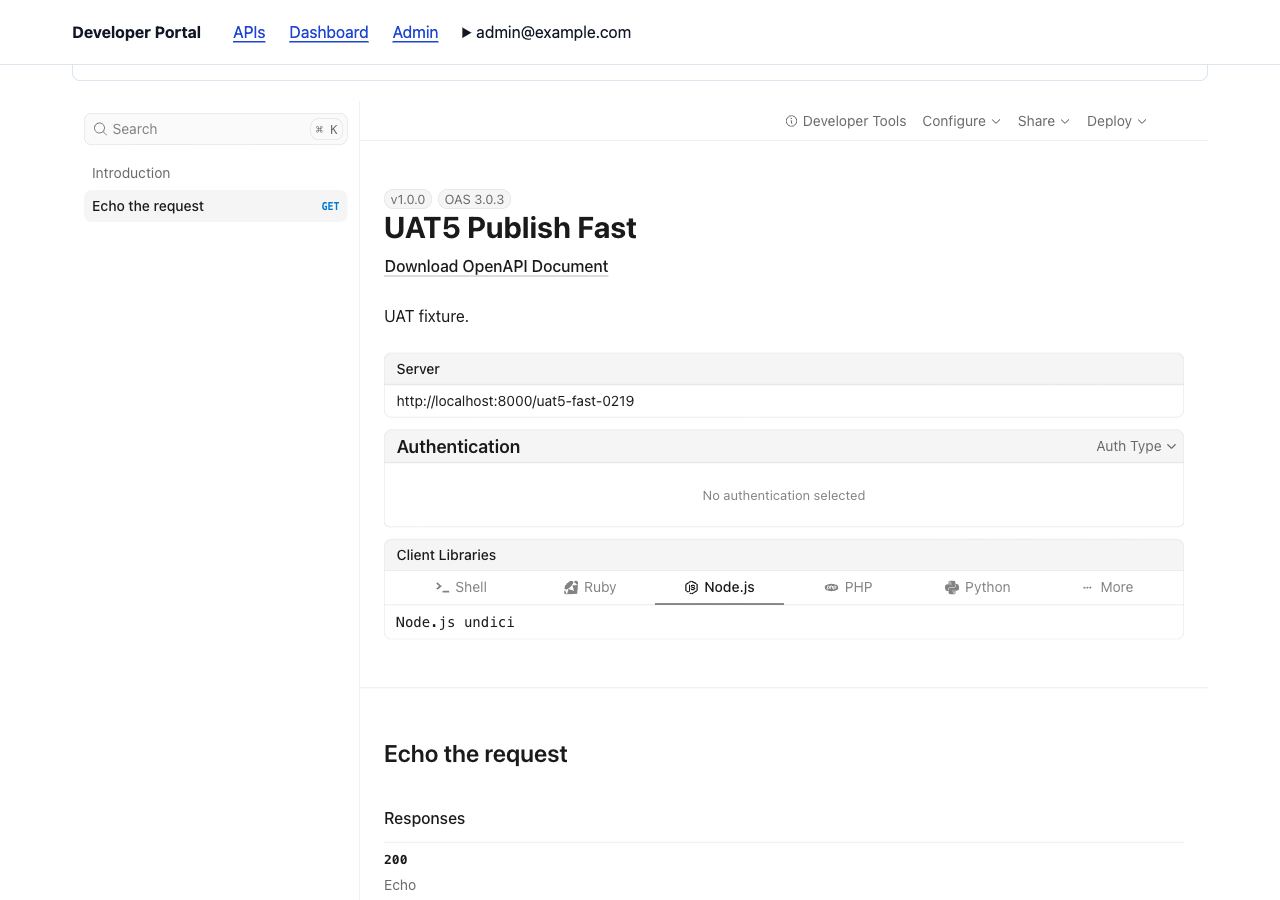 Developer Portal APIs Dashboard Admin ▶ admin@example.com
Search ⌘ K
Developer Tools Configure Share Deploy
Introduction
Echo the request GET
v1.0.0 OAS 3.0.3
UAT5 Publish Fast
Download OpenAPI Document
UAT fixture.
Server
http://localhost:8000/uat5-fast-0219
Authentication Auth Type
No authentication selected
Client Libraries
Shell Ruby Node.js PHP Python More
Node.js undici
Echo the request
Responses
200
Echo